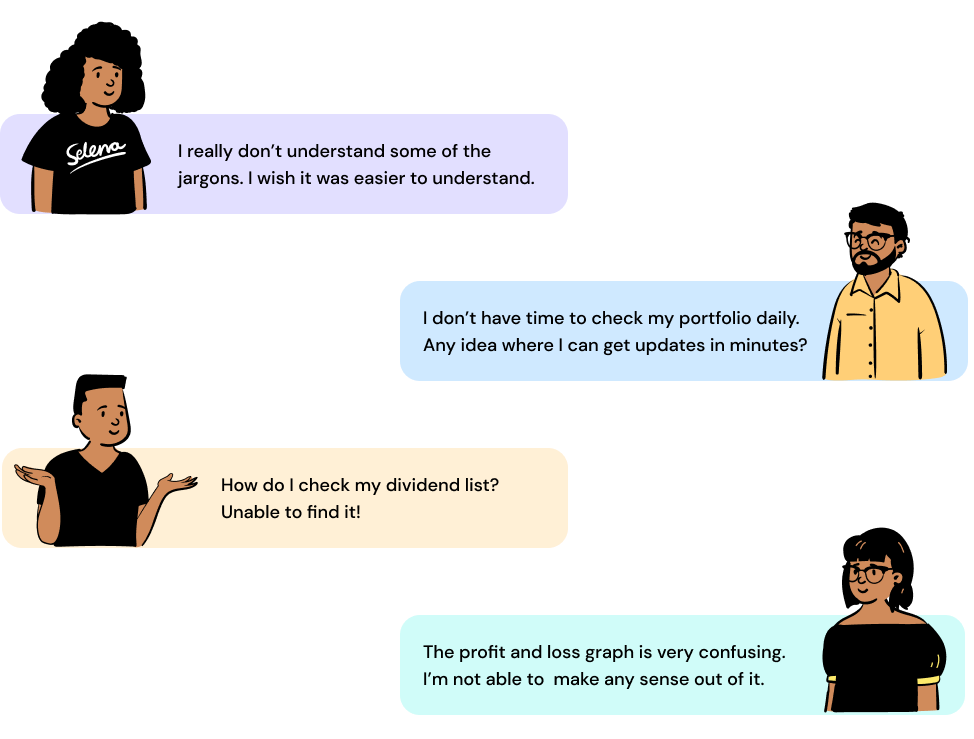 Selena
I really don’t understand some of the
jargons. I wish it was easier to understand.
I don’t have time to check my portfolio daily.
Any idea where I can get updates in minutes?
How do I check my dividend list?
Unable to find it!
The profit and loss graph is very confusing.
I’m not able to  make any sense out of it.